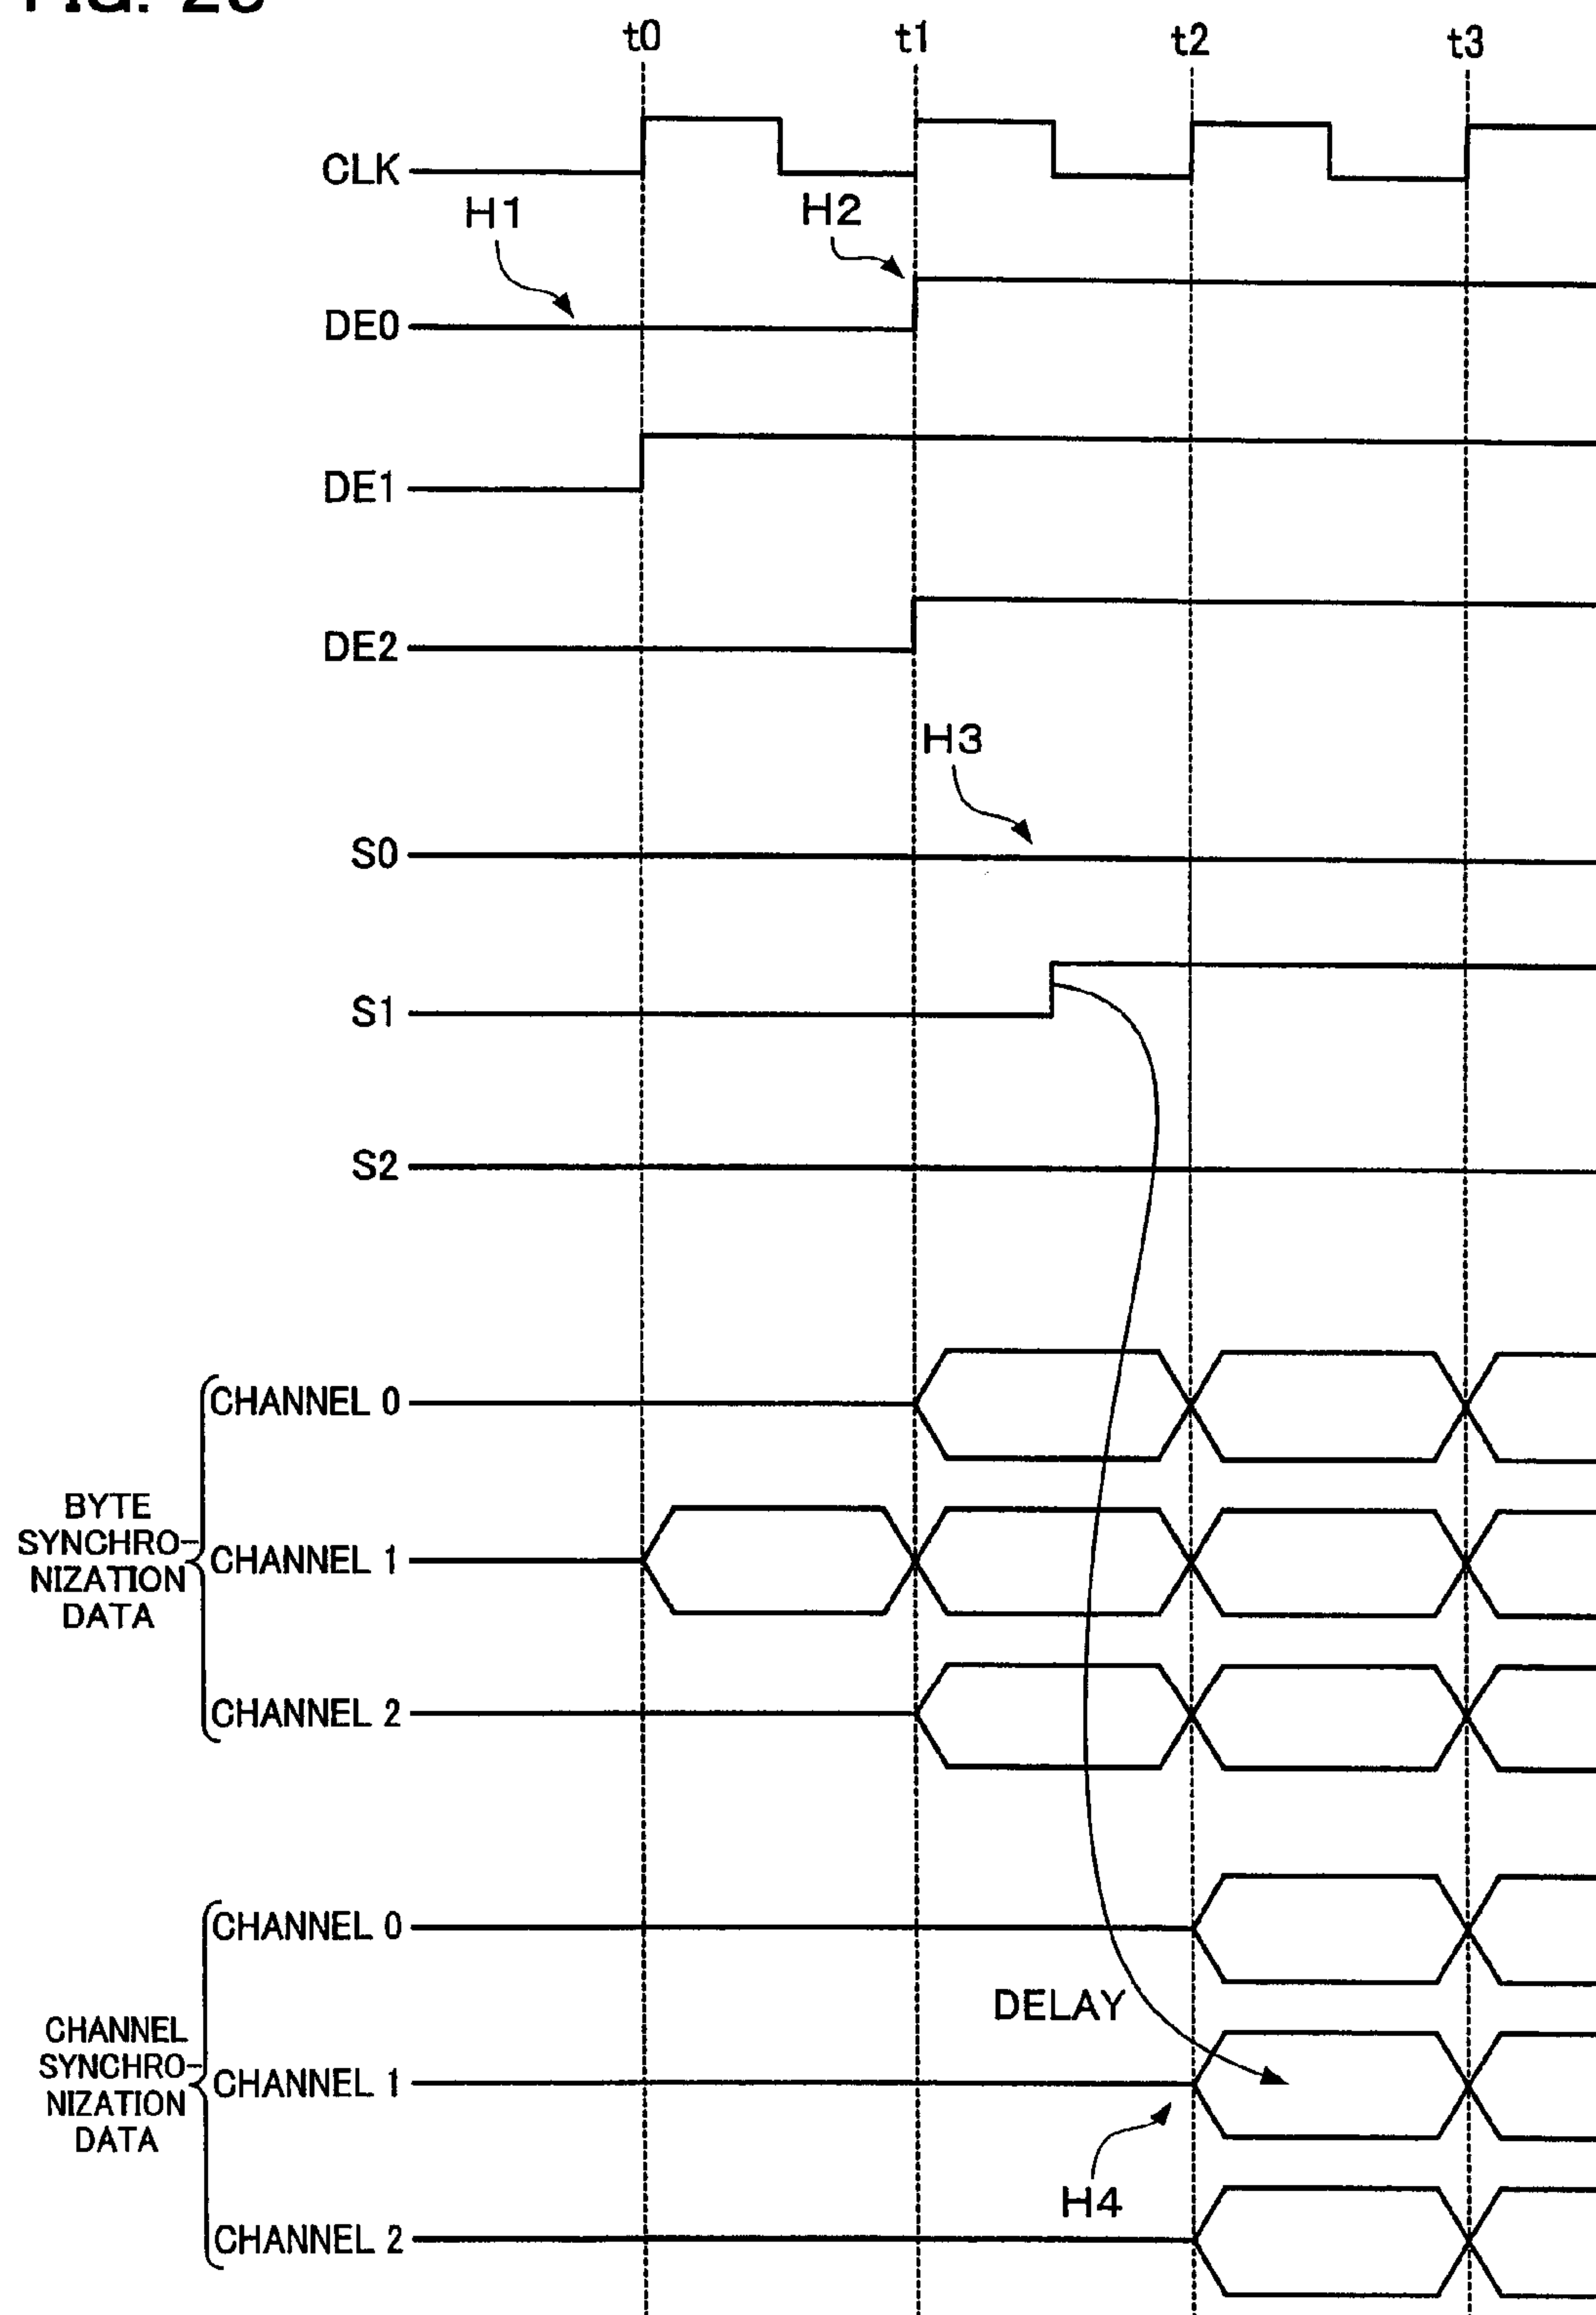 t0 t1 t2 t3
CLK
H1 H2
DE0
DE1
DE2
H3
S0
S1
S2
CHANNEL 0
BYTE
SYNCHRO-
NIZATION
DATA
CHANNEL 1
CHANNEL 2
CHANNEL 0
DELAY
CHANNEL
SYNCHRO-
NIZATION
DATA
CHANNEL 1
H4
CHANNEL 2